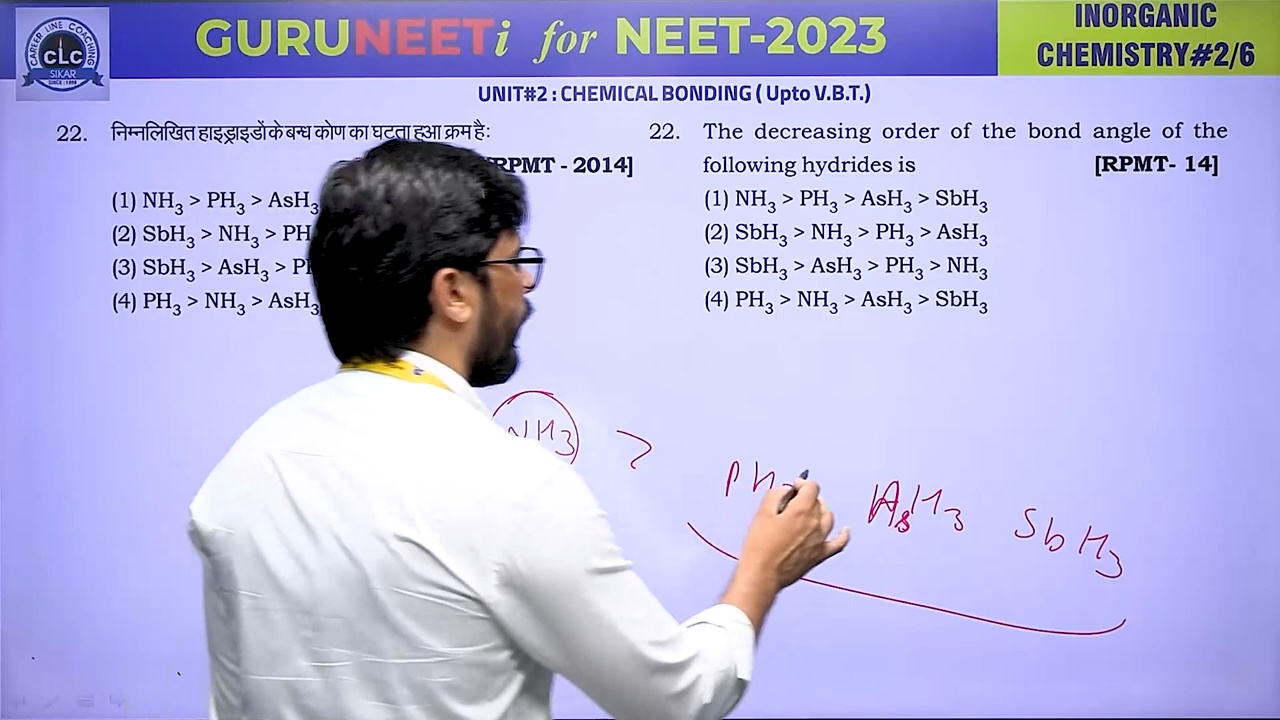 CAREER LINE COACHING
CLC
SIKAR
SINCE : 1996
GURUNEETi for NEET-2023
INORGANIC
CHEMISTRY#2/6
UNIT#2 : CHEMICAL BONDING ( Upto V.B.T.)
22. निम्नलिखित हाइड्राइडों के बन्ध कोण का घटता हुआ क्रम है:
RPMT - 2014]
(1) NH₃ > PH₃ > AsH₃
(2) SbH₃ > NH₃ > PH
(3) SbH₃ > AsH₃ >
(4) PH₃ > NH₃ > AsH₃
22. The decreasing order of the bond angle of the
following hydrides is [RPMT- 14]
(1) NH₃ > PH₃ > AsH₃ > SbH₃
(2) SbH₃ > NH₃ > PH₃ > AsH₃
(3) SbH₃ > AsH₃ > PH₃ > NH₃
(4) PH₃ > NH₃ > AsH₃ > SbH₃
NH₃ > PH AsH₃ SbH₃